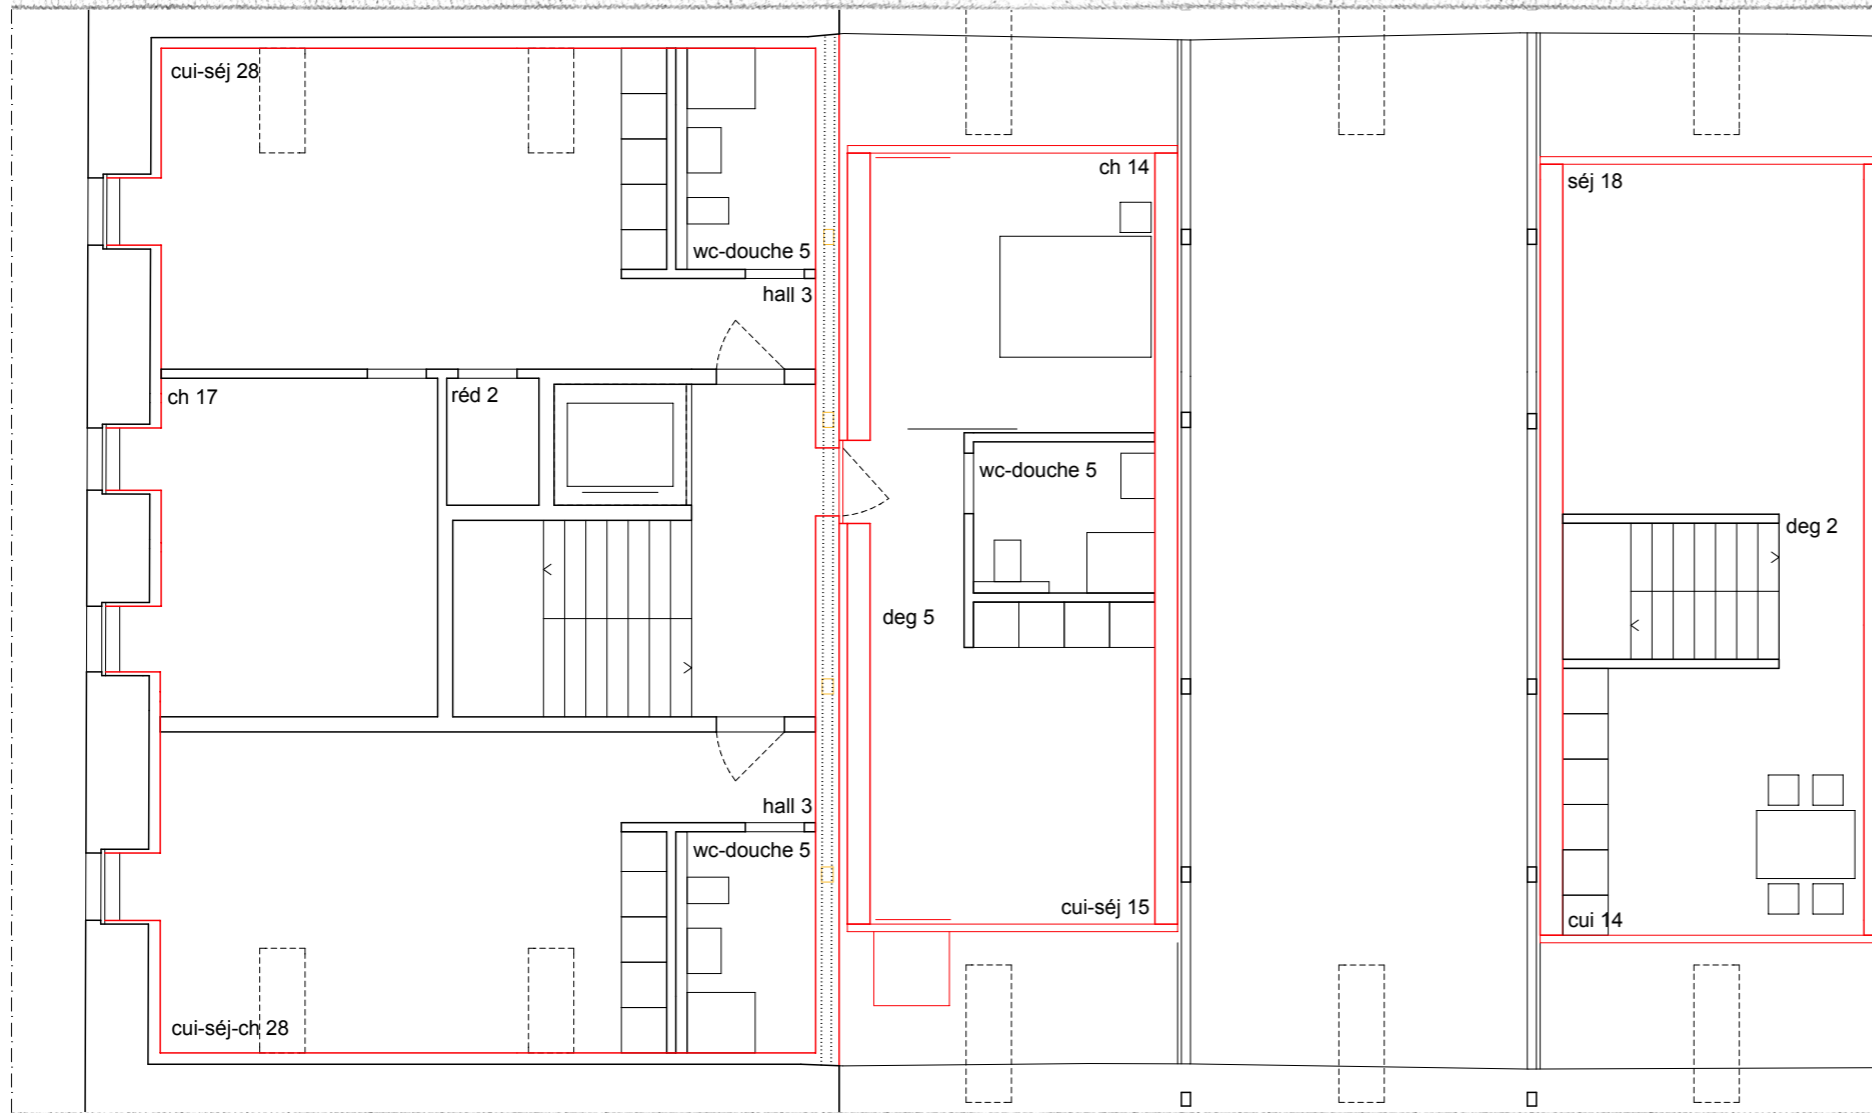 cui-séj 28
wc-douche 5
hall 3
ch 17
réd 2
hall 3
wc-douche 5
cui-séj-ch 28
ch 14
wc-douche 5
deg 5
cui-séj 15
séj 18
deg 2
cui 14